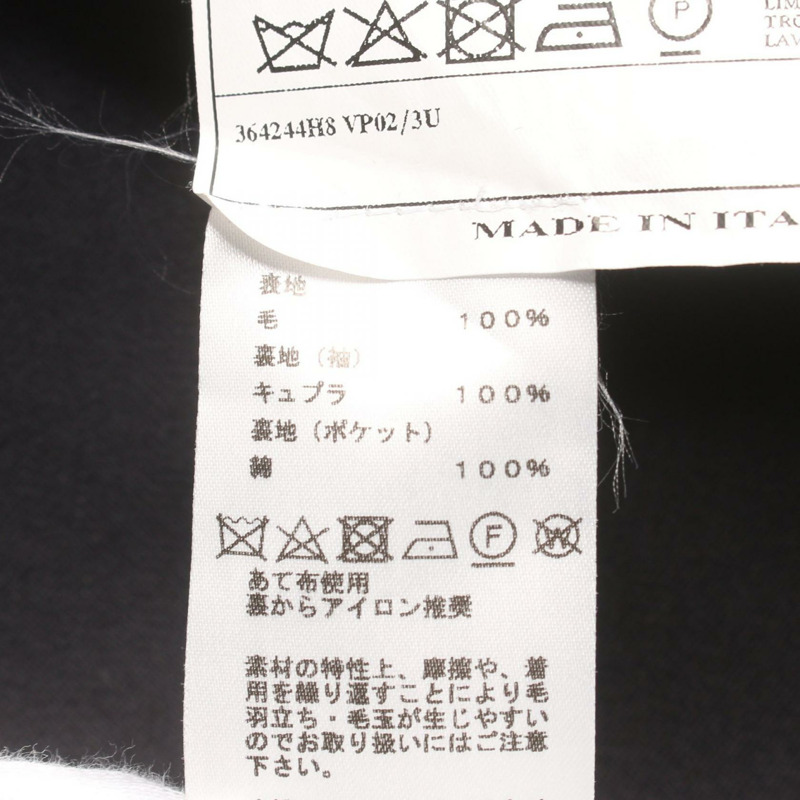 P
LIM
TRO
LAV
364244H8 VP02/3U
MADE IN ITA
裏地
毛 100%
裏地（袖）
キュプラ 100%
裏地（ポケット）
綿 100%
F W
あて布使用
裏からアイロン推奨
素材の特性上、摩擦や、着
用を繰り返すことにより毛
羽立ち・毛玉が生じやすい
のでお取り扱いにはご注意
下さい。